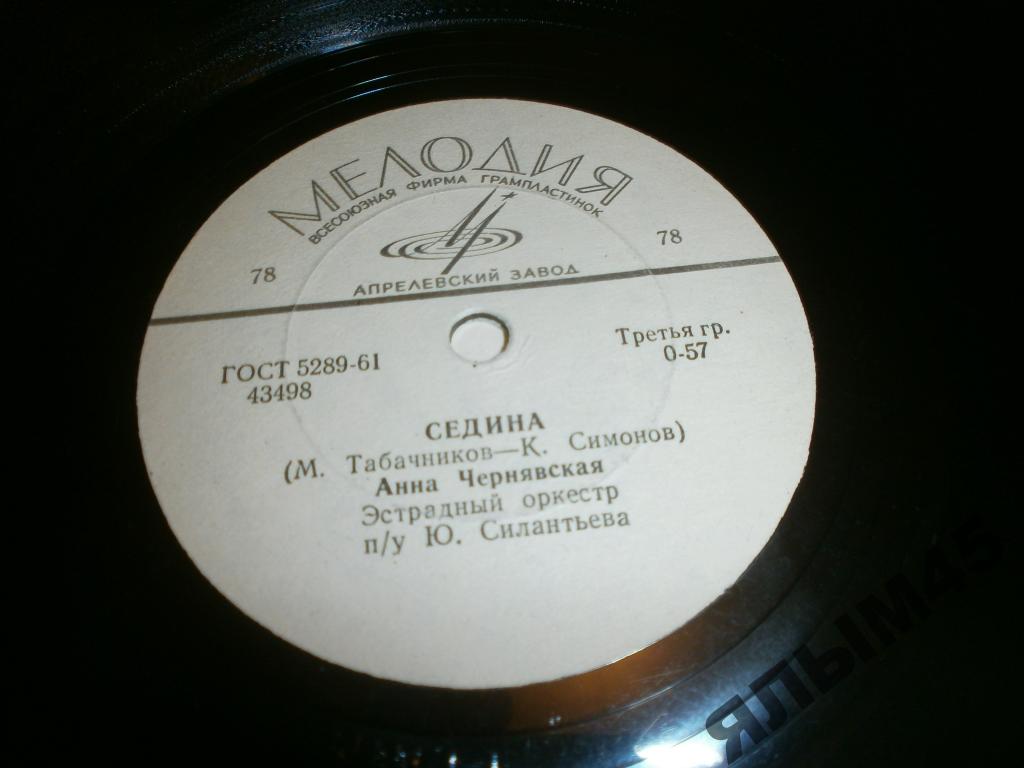 МЕЛОДИЯ
ВСЕСОЮЗНАЯ ФИРМА ГРАМПЛАСТИНОК
78 78
АПРЕЛЕВСКИЙ ЗАВОД
ГОСТ 5289-61 Третья гр.
43498 0-57
СЕДИНА
(М. Табачников—К. Симонов)
Анна Чернявская
Эстрадный оркестр
п/у Ю. Силантьева
ЯЛЫМ45